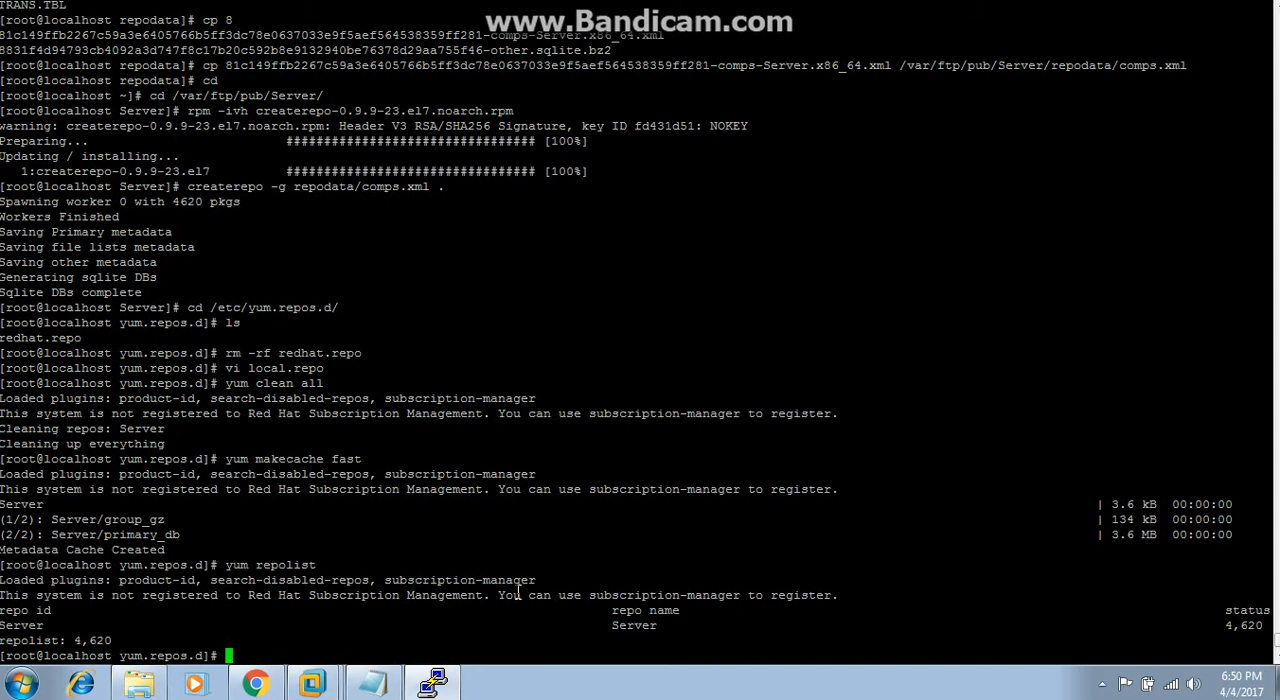 TRANS.TBL
[root@localhost repodata]# cp 8
www.Bandicam.com
81c149ffb2267c59a3e6405766b5ff3dc78e0637033e9f5aef564538359ff281-comps-Server.x86_64.xml
8831f4d94793cb4092a3d747f8c17b20c592b8e9132940be76378d29aa755f46-other.sqlite.bz2
[root@localhost repodata]# cp 81c149ffb2267c59a3e6405766b5ff3dc78e0637033e9f5aef564538359ff281-comps-Server.x86_64.xml /var/ftp/pub/Server/repodata/comps.xml
[root@localhost repodata]# cd
[root@localhost ~]# cd /var/ftp/pub/Server/
[root@localhost Server]# rpm -ivh createrepo-0.9.9-23.el7.noarch.rpm
warning: createrepo-0.9.9-23.el7.noarch.rpm: Header V3 RSA/SHA256 Signature, key ID fd431d51: NOKEY
Preparing... ################################# [100%]
Updating / installing...
1:createrepo-0.9.9-23.el7 ################################# [100%]
[root@localhost Server]# createrepo -g repodata/comps.xml .
Spawning worker 0 with 4620 pkgs
Workers Finished
Saving Primary metadata
Saving file lists metadata
Saving other metadata
Generating sqlite DBs
Sqlite DBs complete
[root@localhost Server]# cd /etc/yum.repos.d/
[root@localhost yum.repos.d]# ls
redhat.repo
[root@localhost yum.repos.d]# rm -rf redhat.repo
[root@localhost yum.repos.d]# vi local.repo
[root@localhost yum.repos.d]# yum clean all
Loaded plugins: product-id, search-disabled-repos, subscription-manager
This system is not registered to Red Hat Subscription Management. You can use subscription-manager to register.
Cleaning repos: Server
Cleaning up everything
[root@localhost yum.repos.d]# yum makecache fast
Loaded plugins: product-id, search-disabled-repos, subscription-manager
This system is not registered to Red Hat Subscription Management. You can use subscription-manager to register.
Server | 3.6 kB 00:00:00
(1/2): Server/group_gz | 134 kB 00:00:00
(2/2): Server/primary_db | 3.6 MB 00:00:00
Metadata Cache Created
[root@localhost yum.repos.d]# yum repolist
Loaded plugins: product-id, search-disabled-repos, subscription-manager
This system is not registered to Red Hat Subscription Management. You can use subscription-manager to register.
repo id repo name status
Server Server 4,620
repolist: 4,620
[root@localhost yum.repos.d]#
6:50 PM
4/4/2017